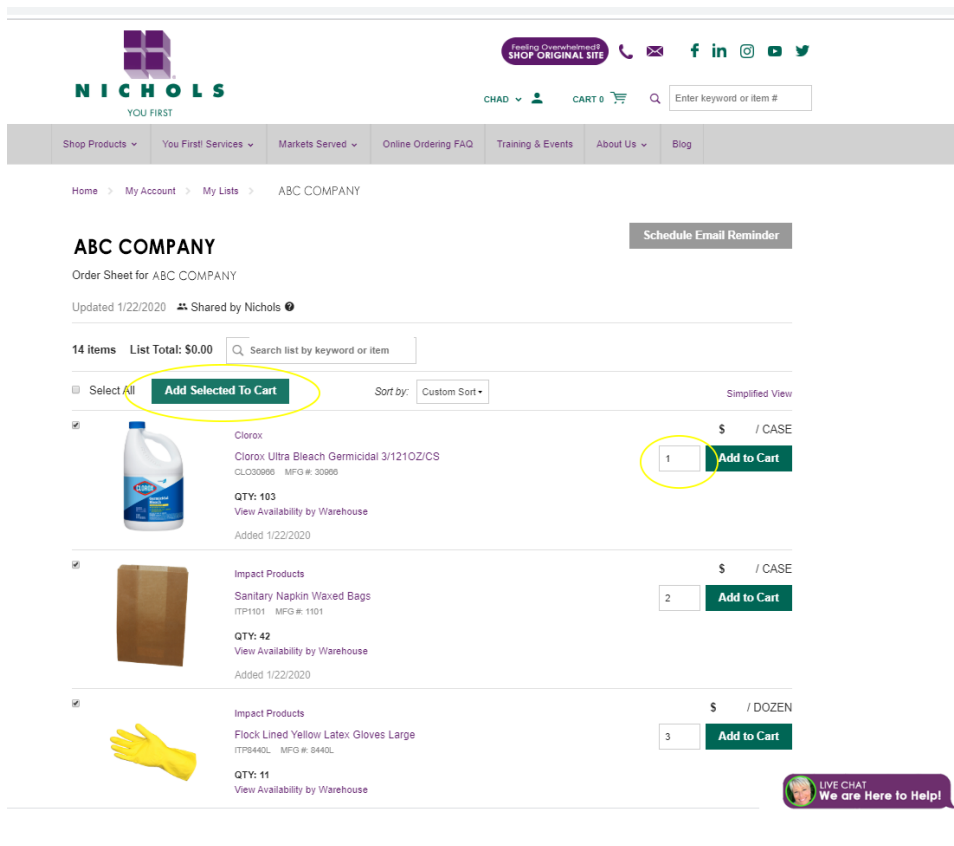 Feeling Overwhelmed?
SHOP ORIGINAL SITE
NICHOLS
YOU FIRST
CHAD
CART 0
Enter keyword or item #
Shop Products
You First! Services
Markets Served
Online Ordering FAQ
Training & Events
About Us
Blog
Home > My Account > My Lists > ABC COMPANY
ABC COMPANY
Schedule Email Reminder
Order Sheet for ABC COMPANY
Updated 1/22/2020 Shared by Nichols ?
14 items List Total: $0.00 Search list by keyword or item
Select All Add Selected To Cart Sort by: Custom Sort Simplified View
$ / CASE
Clorox
Clorox Ultra Bleach Germicidal 3/121OZ/CS
1 Add to Cart
CLO30966 MFG #: 30966
QTY: 103
View Availability by Warehouse
Added 1/22/2020
CLOROX
$ / CASE
Impact Products
Sanitary Napkin Waxed Bags
2 Add to Cart
ITP1101 MFG #: 1101
QTY: 42
View Availability by Warehouse
Added 1/22/2020
$ / DOZEN
Impact Products
Flock Lined Yellow Latex Gloves Large
3 Add to Cart
ITP8440L MFG #: 8440L
QTY: 11
View Availability by Warehouse
LIVE CHAT
We are Here to Help!